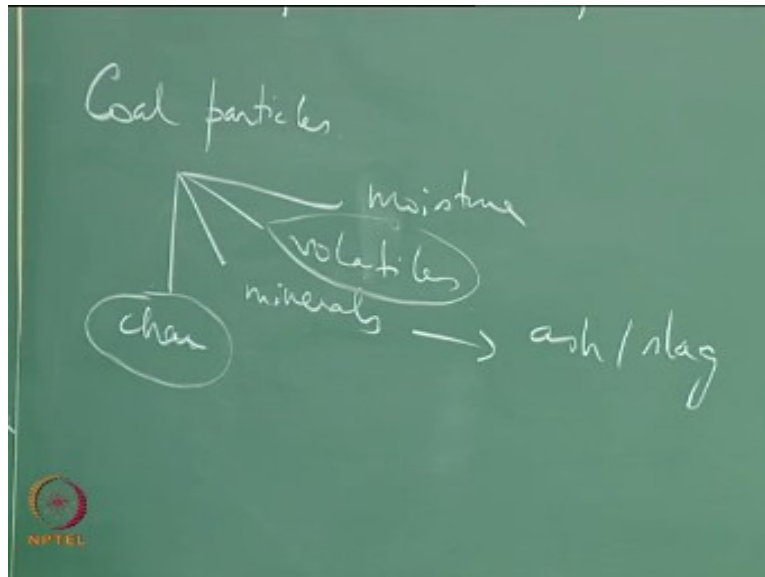 Coal particles
moisture
volatiles
minerals → ash / slag
char
NPTEL